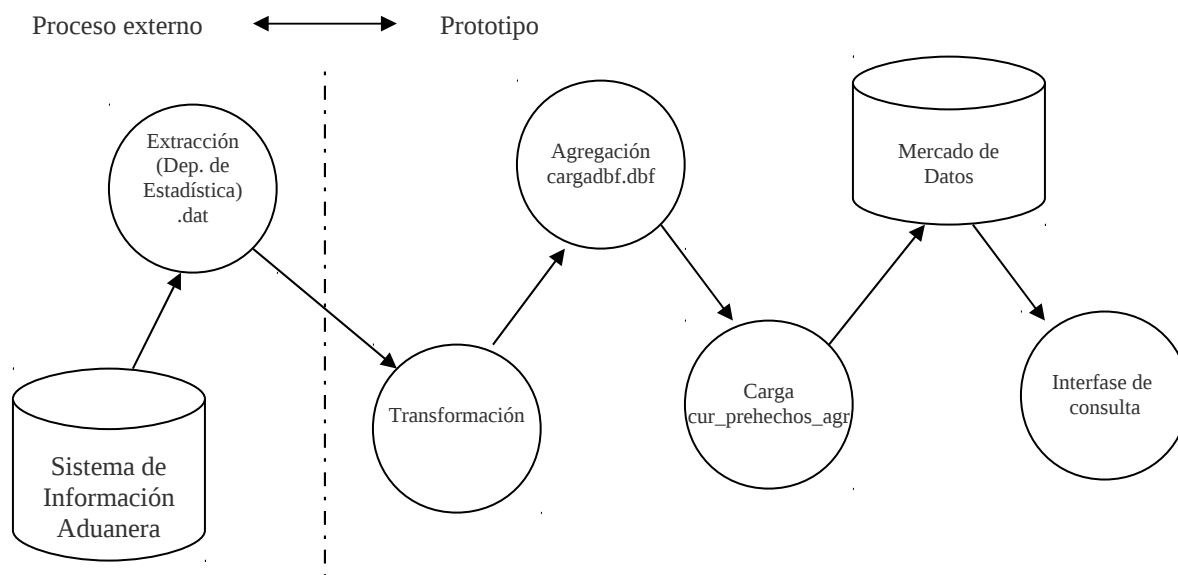 Proceso externo
Prototipo
Extracción
(Dep. de
Estadística)
.dat
Sistema de
Información
Aduanera
Transformación
Agregación
cargadbf.dbf
Carga
cur_prehechos_agr
Mercado de
Datos
Interfase de
consulta